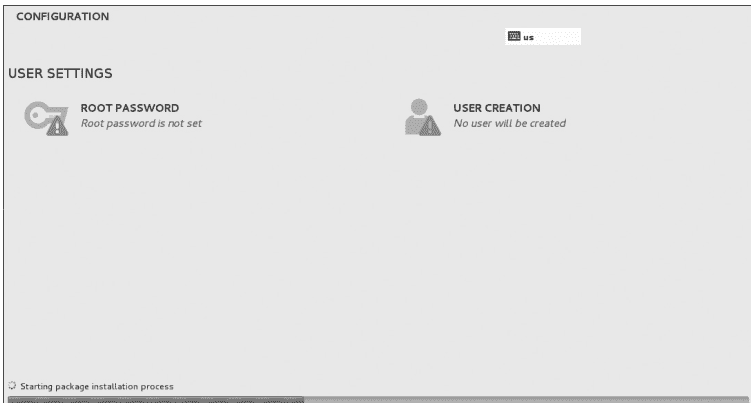 CONFIGURATION
us
USER SETTINGS
ROOT PASSWORD
Root password is not set
USER CREATION
No user will be created
Starting package installation process